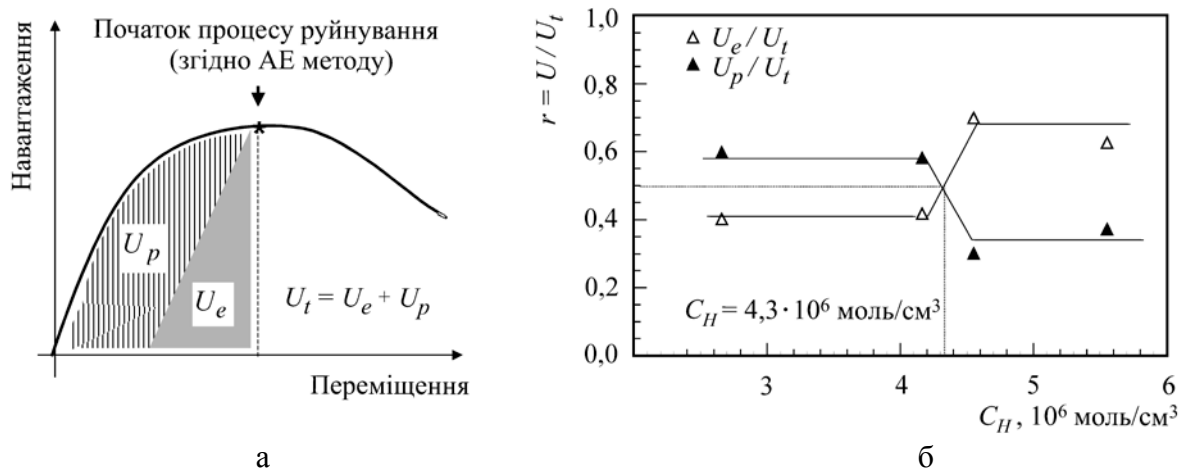 Навантаження
Початок процесу руйнування
(згідно АЕ методу)
U_p
U_e
U_t = U_e + U_p
Переміщення
а
r = U / U_t
1,0
0,8
0,6
0,4
0,2
0,0
U_e / U_t
U_p / U_t
C_H = 4,3·10⁶ моль/см³
3 4 5 6
C_H , 10⁶ моль/см³
б